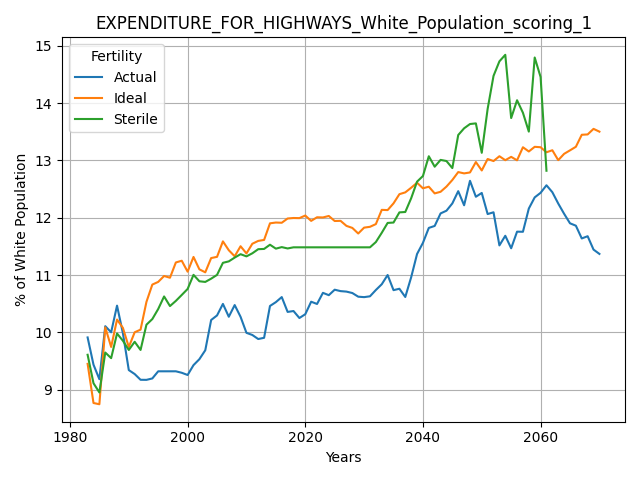 EXPENDITURE_FOR_HIGHWAYS_White_Population_scoring_1
Fertility
Actual
Ideal
Sterile
% of White Population
15
14
13
12
11
10
9
1980
2000
2020
2040
2060
Years